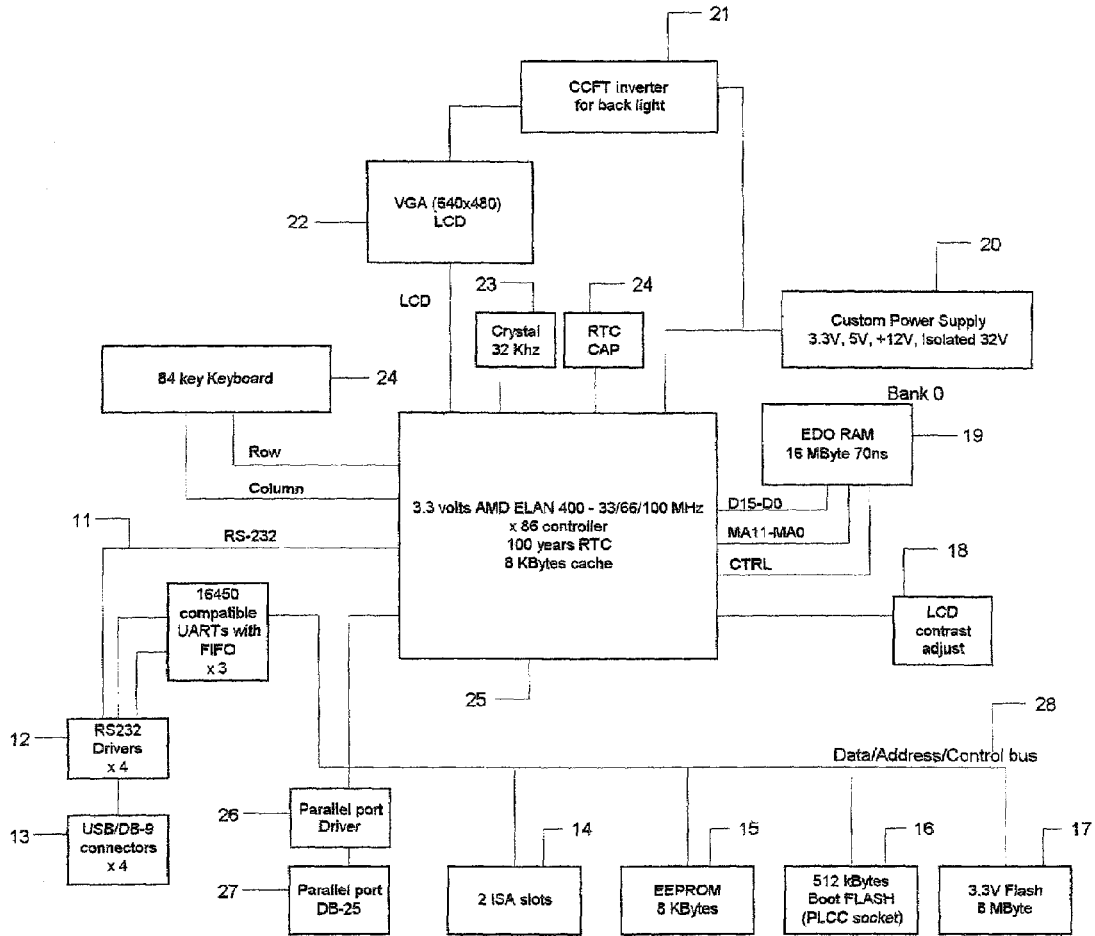 21
CCFT inverter
for back light
VGA (640x480)
LCD
22
20
LCD
23
24
Crystal
32 Khz
RTC
CAP
Custom Power Supply
3.3V, 5V, +12V, Isolated 32V
84 key Keyboard
24
Bank 0
EDO RAM
16 MByte 70ns
19
Row
Column
D15-D0
3.3 volts AMD ELAN 400 - 33/66/100 MHz
x 86 controller
100 years RTC
8 KBytes cache
11
RS-232
MA11-MA0
CTRL
18
16450
compatible
UARTs with
FIFO
x 3
LCD
contrast
adjust
25
28
12
RS232
Drivers
x 4
Data/Address/Control bus
26
Parallel port
Driver
13
USB/DB-9
connectors
x 4
14
15
16
17
27
Parallel port
DB-25
2 ISA slots
EEPROM
8 KBytes
512 kBytes
Boot FLASH
(PLCC socket)
3.3V Flash
8 MByte